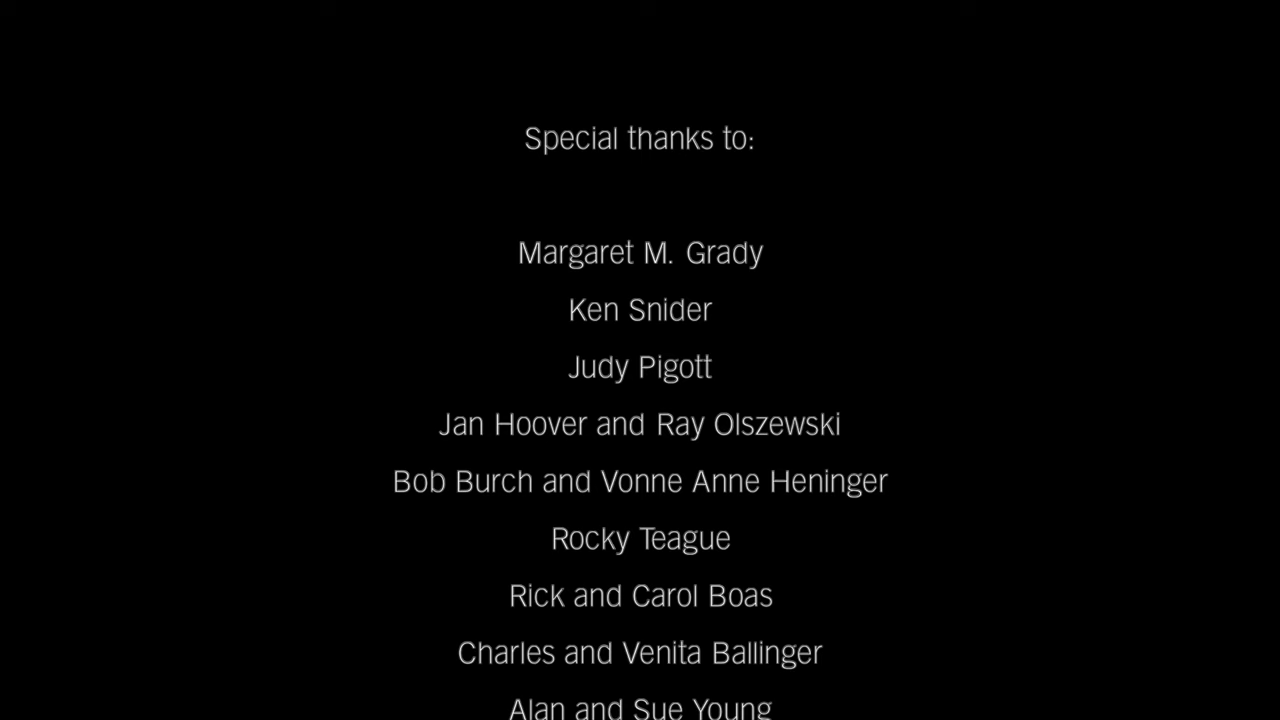 Special thanks to:
Margaret M. Grady
Ken Snider
Judy Pigott
Jan Hoover and Ray Olszewski
Bob Burch and Vonne Anne Heninger
Rocky Teague
Rick and Carol Boas
Charles and Venita Ballinger
Alan and Sue Young